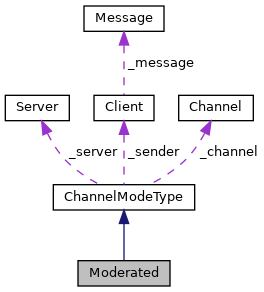 Message
_message
Server
Client
Channel
_server
_sender
_channel
ChannelModeType
Moderated